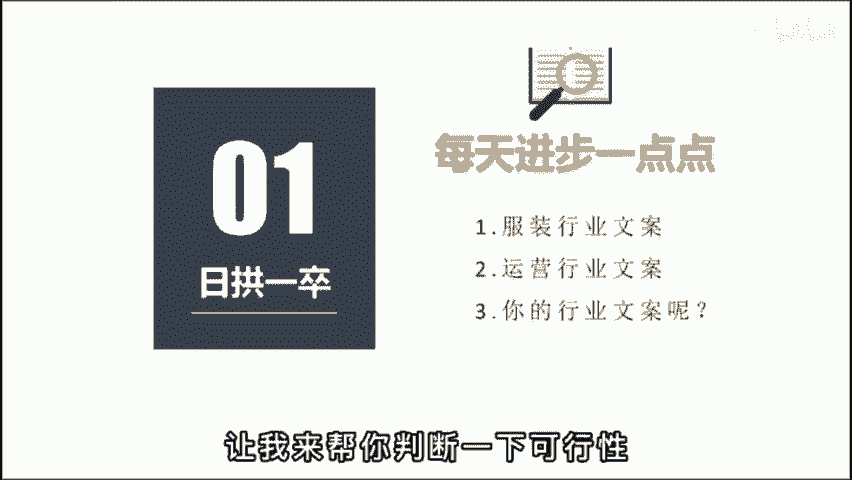 01
日拱一卒
每天进步一点点
1.服装行业文案
2.运营行业文案
3.你的行业文案呢？
让我来帮你判断一下可行性